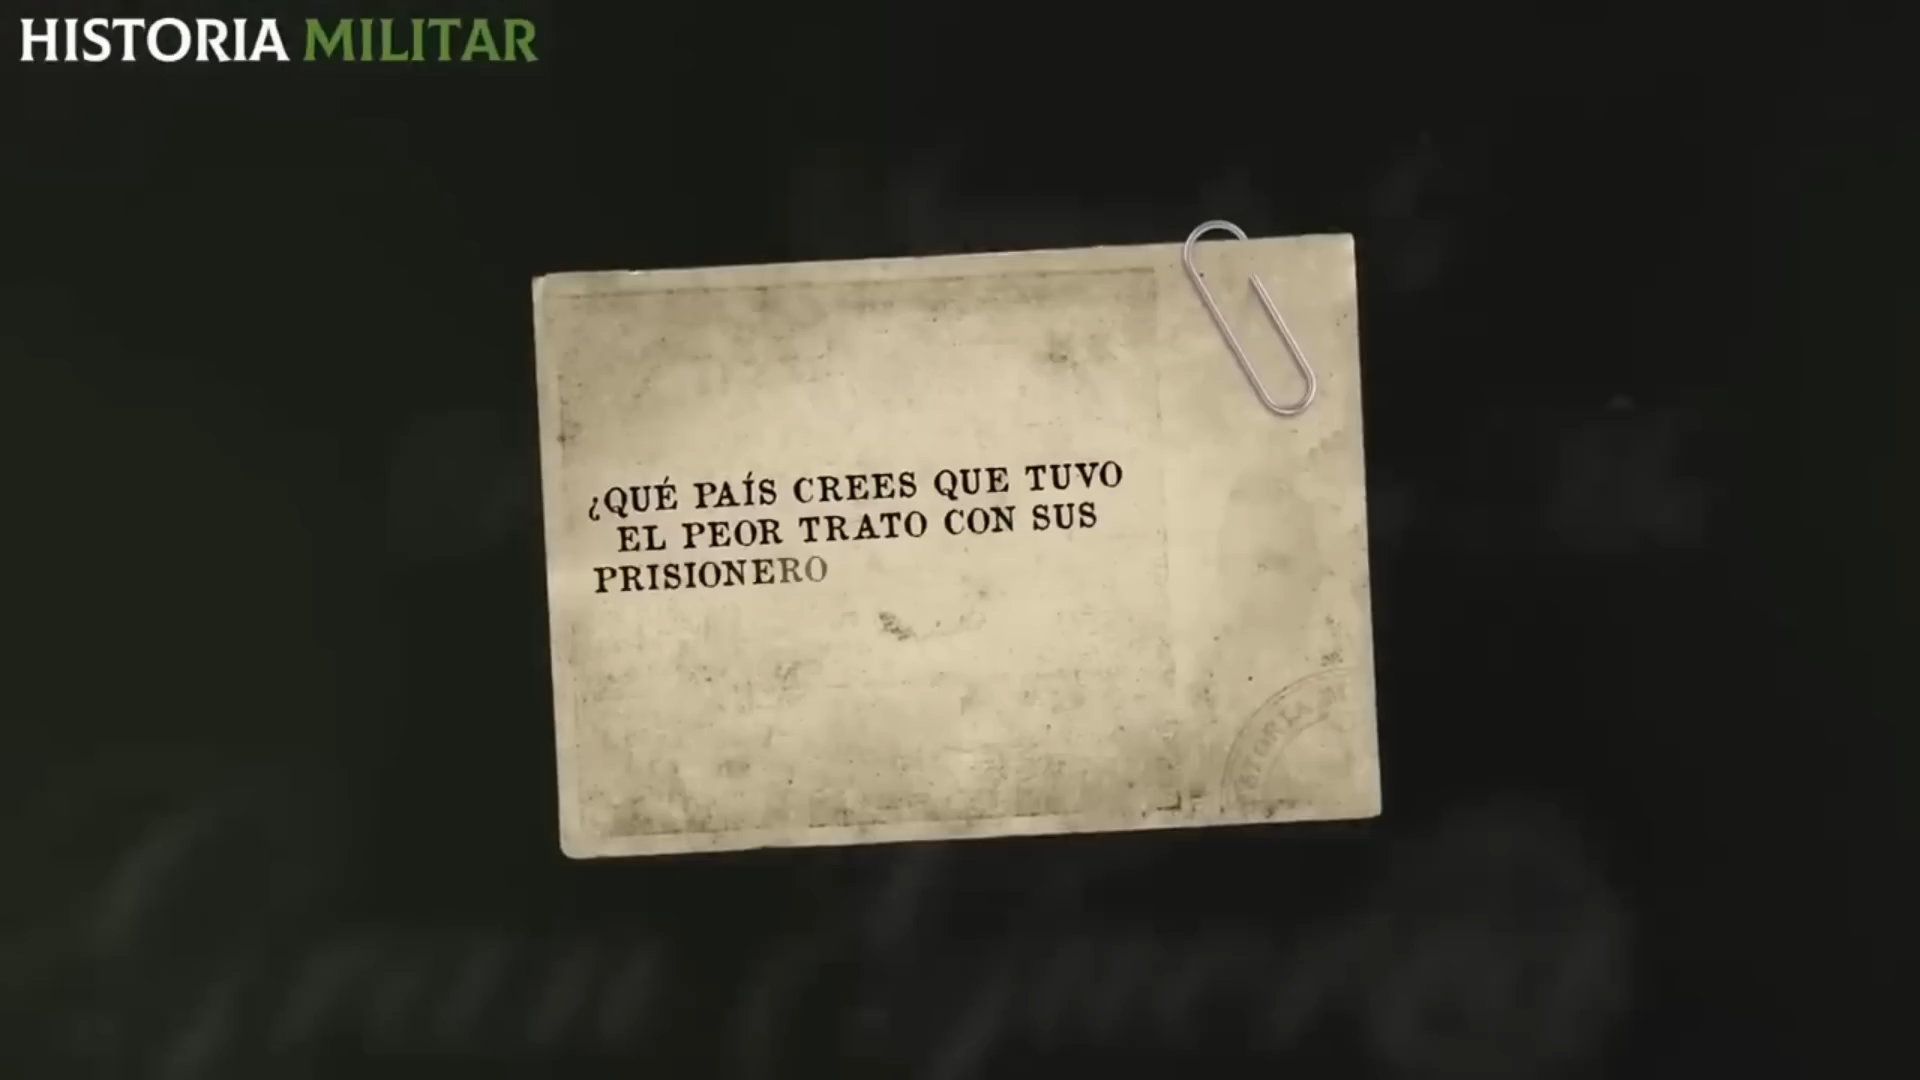 HISTORIA MILITAR
¿QUÉ PAÍS CREES QUE TUVO
EL PEOR TRATO CON SUS
PRISIONERO